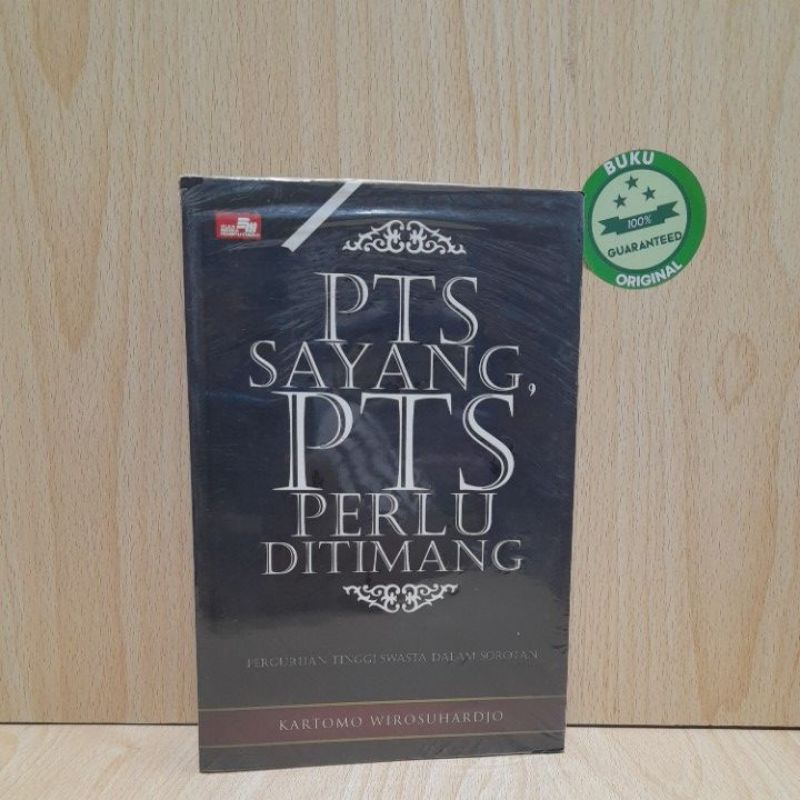 PTS
SAYANG,
PTS
PERLU
DITIMANG
PERGURUAN TINGGI SWASTA DALAM SOROTAN
KARTOMO WIROSUHARDJO
BUKU
100%
GUARANTEED
ORIGINAL